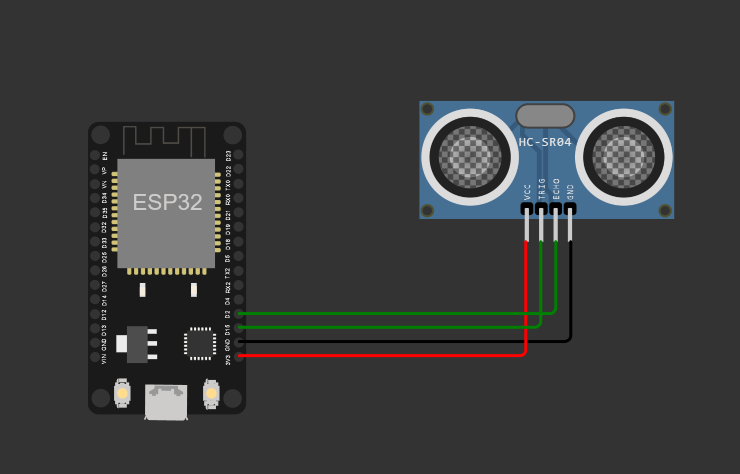 EN
VP
VN
D34
D35
D32
D33
D25
D26
D27
D14
D12
D13
GND
VIN
ESP32
D23
D22
TX0
RX0
D21
D19
D18
D5
TX2
RX2
D4
D2
D15
GND
3V3
HC-SR04
VCC
TRIG
ECHO
GND